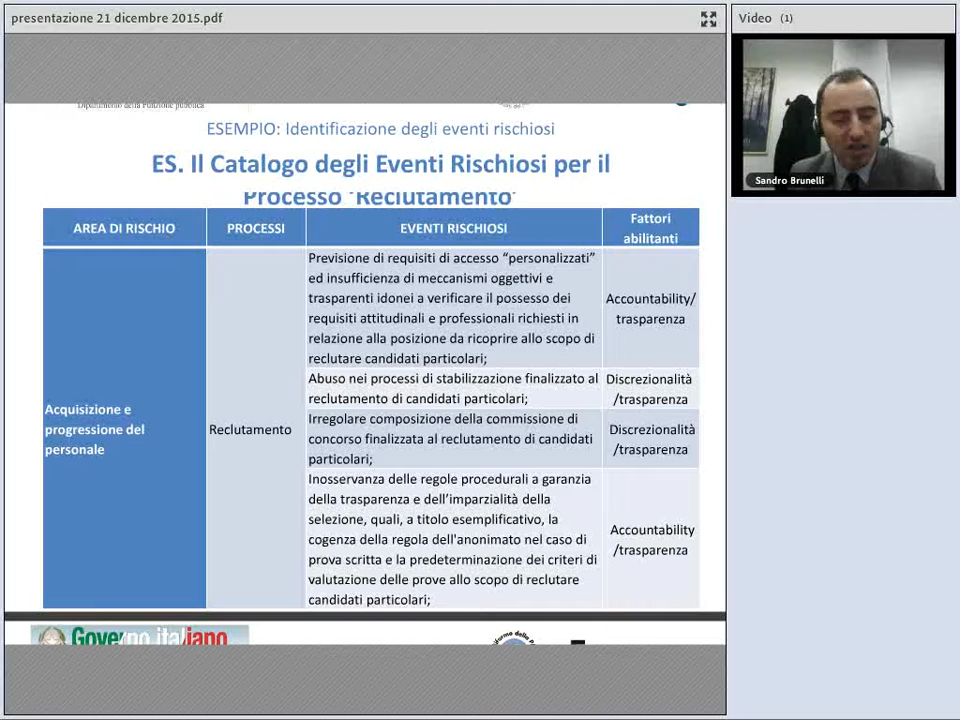 presentazione 21 dicembre 2015.pdf
Video (1)
Dipartimento della Funzione pubblica
ESEMPIO: Identificazione degli eventi rischiosi
ES. Il Catalogo degli Eventi Rischiosi per il
Processo 'Reclutamento'
Sandro Brunelli
AREA DI RISCHIO
PROCESSI
EVENTI RISCHIOSI
Fattori
abilitanti
Acquisizione e
progressione del
personale
Reclutamento
Previsione di requisiti di accesso “personalizzati”
ed insufficienza di meccanismi oggettivi e
trasparenti idonei a verificare il possesso dei
requisiti attitudinali e professionali richiesti in
relazione alla posizione da ricoprire allo scopo di
reclutare candidati particolari;
Accountability/
trasparenza
Abuso nei processi di stabilizzazione finalizzato al
reclutamento di candidati particolari;
Discrezionalità
/trasparenza
Irregolare composizione della commissione di
concorso finalizzata al reclutamento di candidati
particolari;
Discrezionalità
/trasparenza
Inosservanza delle regole procedurali a garanzia
della trasparenza e dell’imparzialità della
selezione, quali, a titolo esemplificativo, la
cogenza della regola dell'anonimato nel caso di
prova scritta e la predeterminazione dei criteri di
valutazione delle prove allo scopo di reclutare
candidati particolari;
Accountability
/trasparenza
Governo italiano